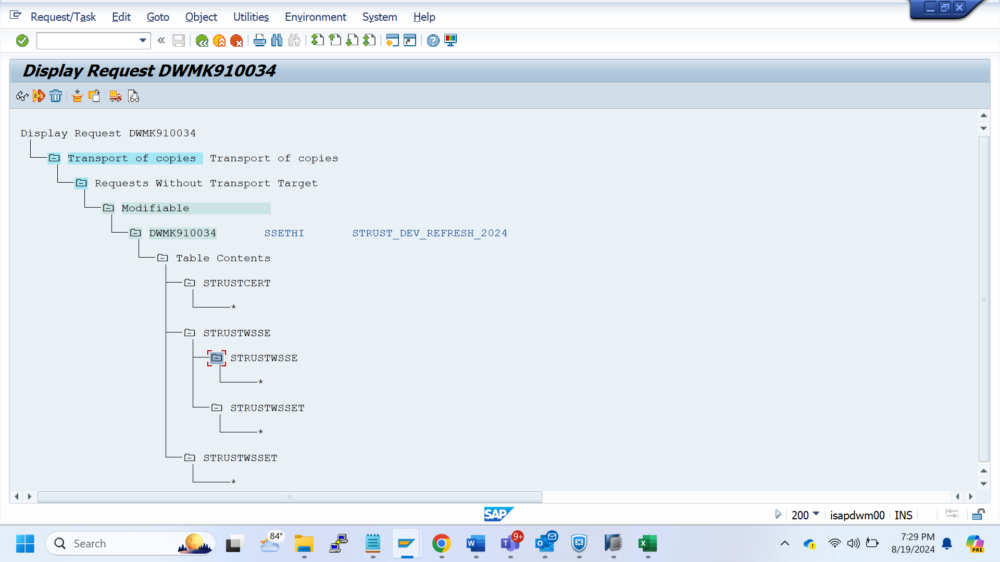 Request/Task Edit Goto Object Utilities Environment System Help
Display Request DWMK910034
Display Request DWMK910034
Transport of copies Transport of copies
Requests Without Transport Target
Modifiable
DWMK910034 SSETHI STRUST_DEV_REFRESH_2024
Table Contents
STRUSTCERT
*
STRUSTWSSE
STRUSTWSSE
*
STRUSTWSSET
*
STRUSTWSSET
*
SAP 200 isapdwm00 INS
Search 84° 9+ 7:29 PM
8/19/2024
PRE